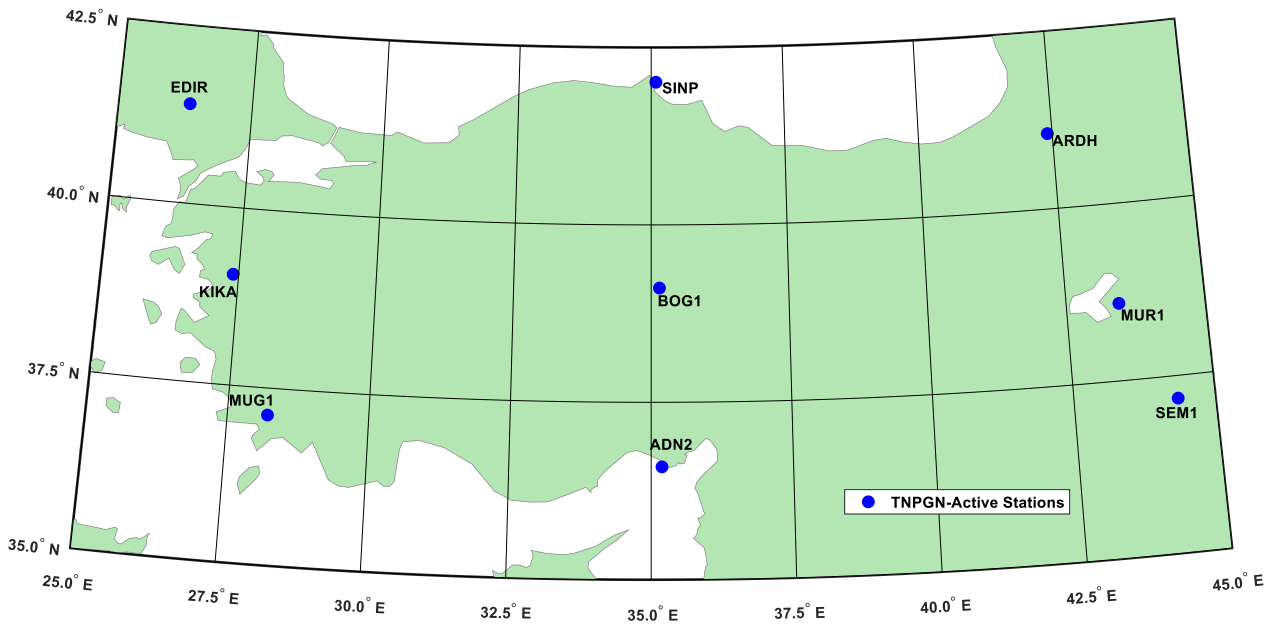 42.5° N
EDIR
SINP
ARDH
40.0° N
KIKA
BOG1
MUR1
37.5° N
MUG1
SEM1
ADN2
TNPGN-Active Stations
35.0° N
25.0° E
27.5° E
30.0° E
32.5° E
35.0° E
37.5° E
40.0° E
42.5° E
45.0° E